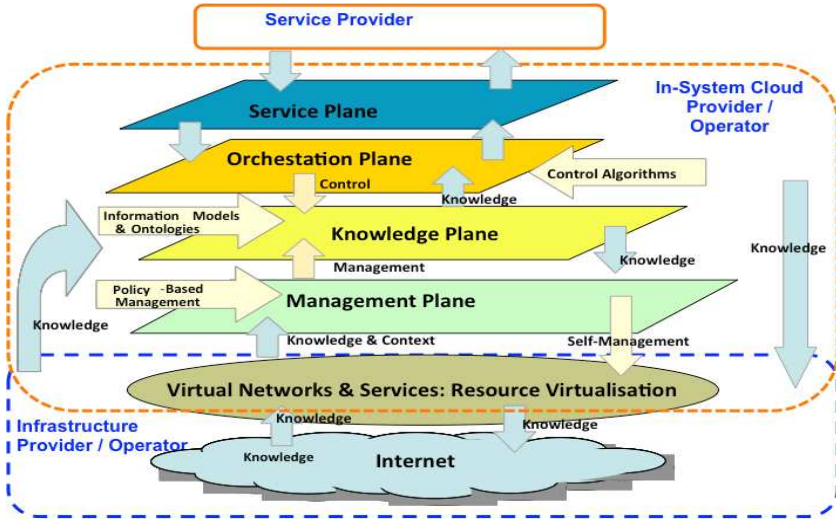 Service Provider
In-System Cloud
Provider /
Operator
Service Plane
Orchestation Plane
Control Algorithms
Control
Knowledge
Information Models
& Ontologies
Knowledge Plane
Knowledge
Knowledge
Management
Policy -Based
Management
Management Plane
Knowledge
Knowledge & Context
Self-Management
Virtual Networks & Services: Resource Virtualisation
Infrastructure
Provider / Operator
Knowledge
Knowledge
Knowledge
Internet